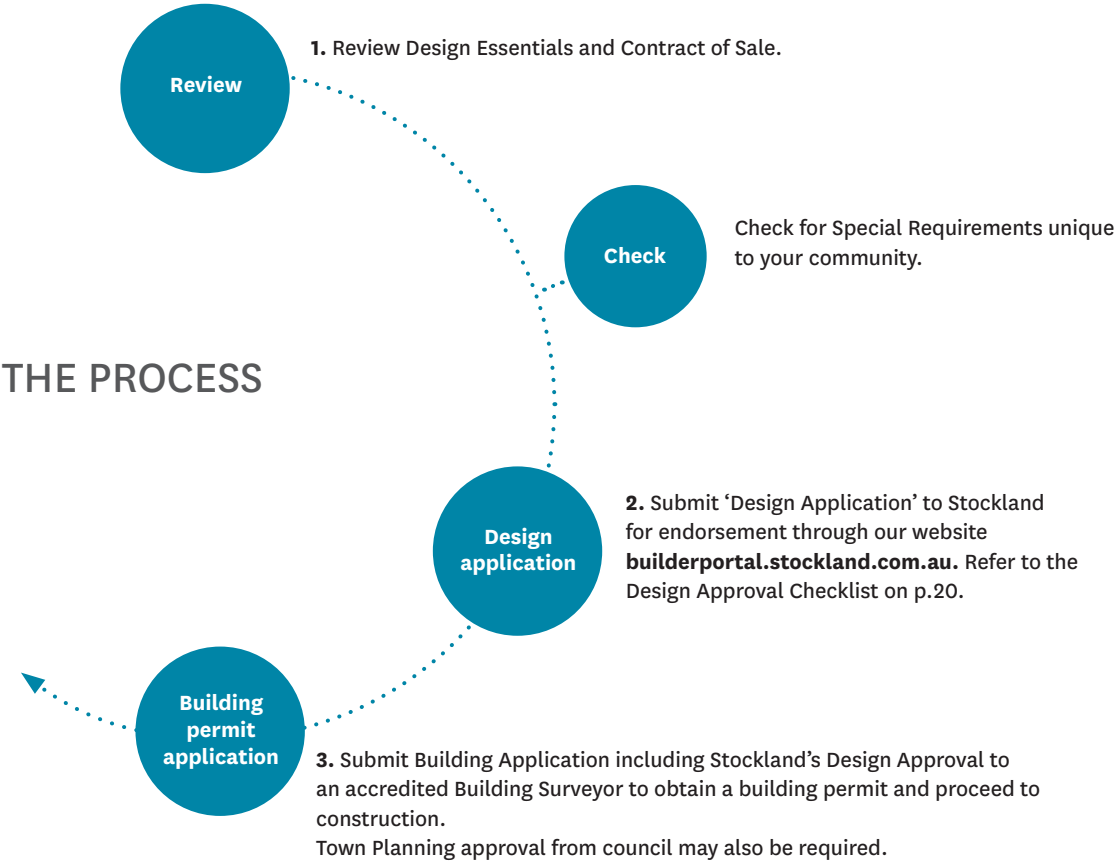 Review
1. Review Design Essentials and Contract of Sale.
Check
Check for Special Requirements unique
to your community.
THE PROCESS
Design
application
2. Submit ‘Design Application’ to Stockland
for endorsement through our website
builderportal.stockland.com.au. Refer to the
Design Approval Checklist on p.20.
Building
permit
application
3. Submit Building Application including Stockland’s Design Approval to
an accredited Building Surveyor to obtain a building permit and proceed to
construction.
Town Planning approval from council may also be required.